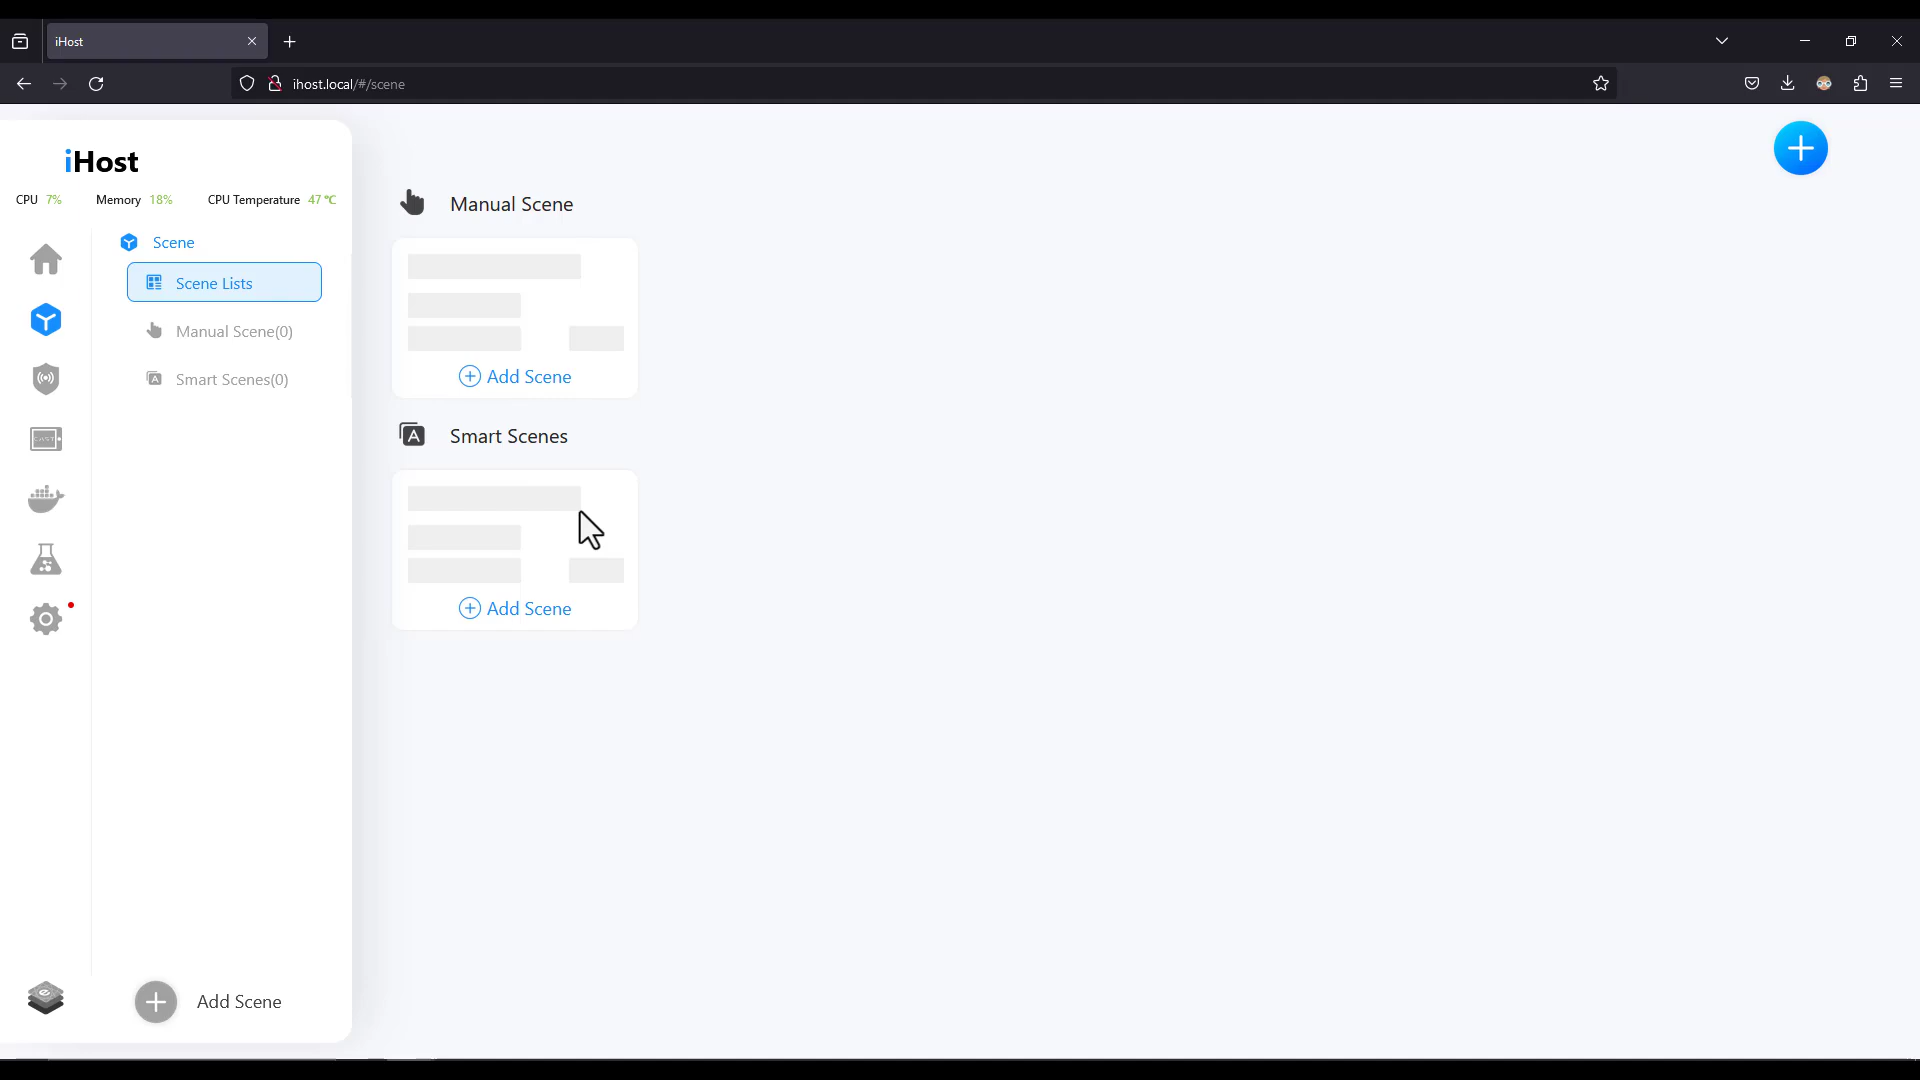 iHost
ihost.local/#/scene
iHost
CPU 7% Memory 18% CPU Temperature 47 ℃
Scene
Scene Lists
Manual Scene(0)
Smart Scenes(0)
Add Scene
Manual Scene
Add Scene
Smart Scenes
A
Add Scene
CAST